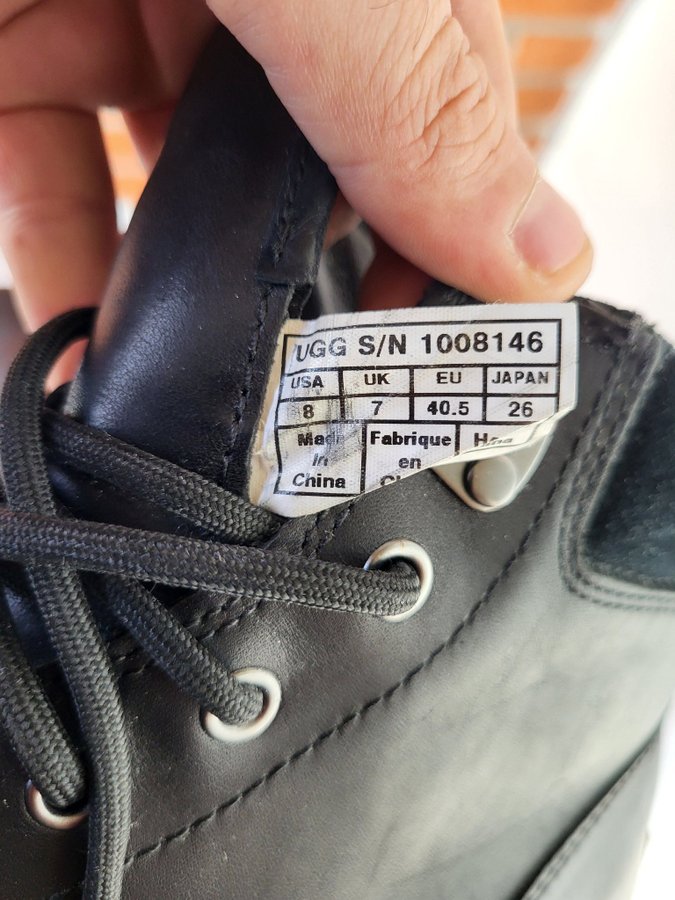 UGG S/N 1008146
USA UK EU JAPAN
8 7 40.5 26
Made Fabrique
in en
China